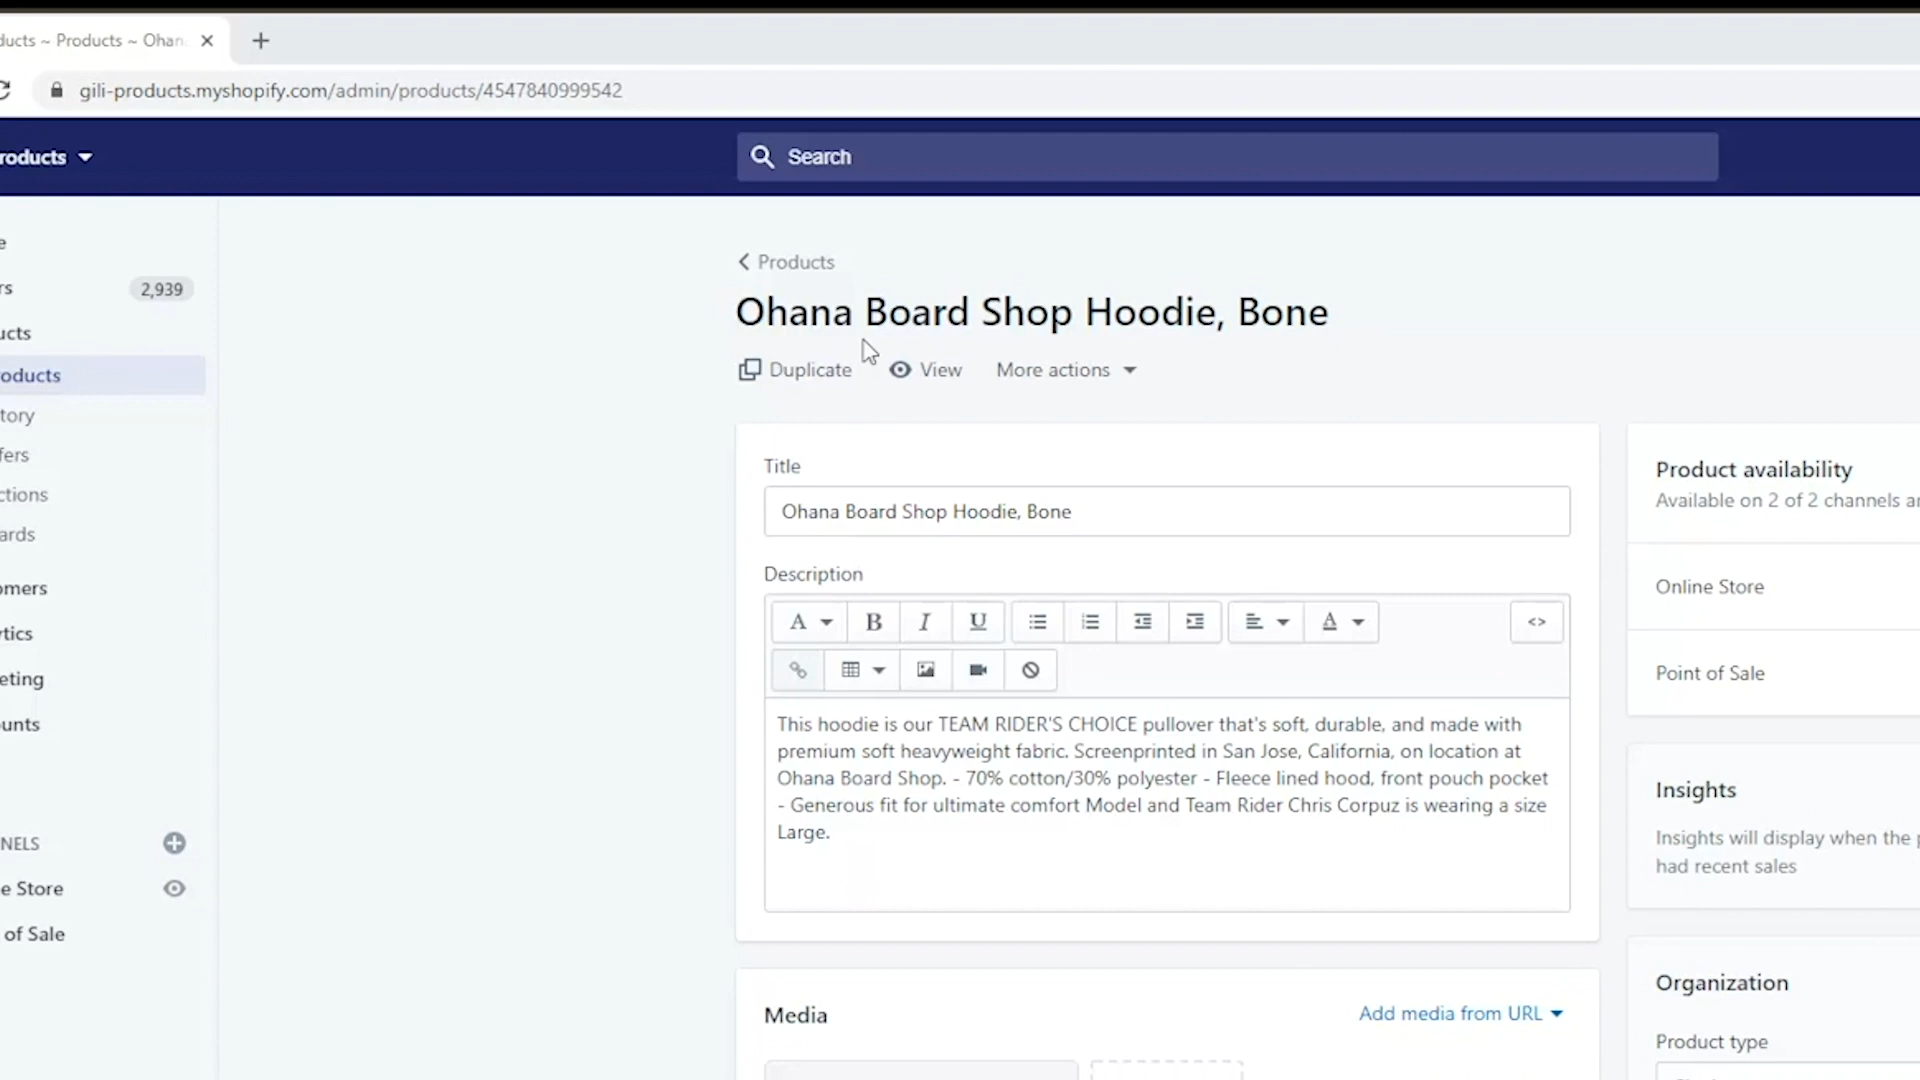 ducts ~ Products ~ Ohan
gili-products.myshopify.com/admin/products/4547840999542
roducts
Search
e
rs 2,939
ucts
oducts
tory
fers
ctions
ards
omers
ytics
eting
unts
NELS
e Store
of Sale
Products
Ohana Board Shop Hoodie, Bone
Duplicate View More actions
Title
Ohana Board Shop Hoodie, Bone
Description
A B I U A <>
This hoodie is our TEAM RIDER'S CHOICE pullover that's soft, durable, and made with
premium soft heavyweight fabric. Screenprinted in San Jose, California, on location at
Ohana Board Shop. - 70% cotton/30% polyester - Fleece lined hood, front pouch pocket
- Generous fit for ultimate comfort Model and Team Rider Chris Corpuz is wearing a size
Large.
Media
Add media from URL
Product availability
Available on 2 of 2 channels a
Online Store
Point of Sale
Insights
Insights will display when the p
had recent sales
Organization
Product type